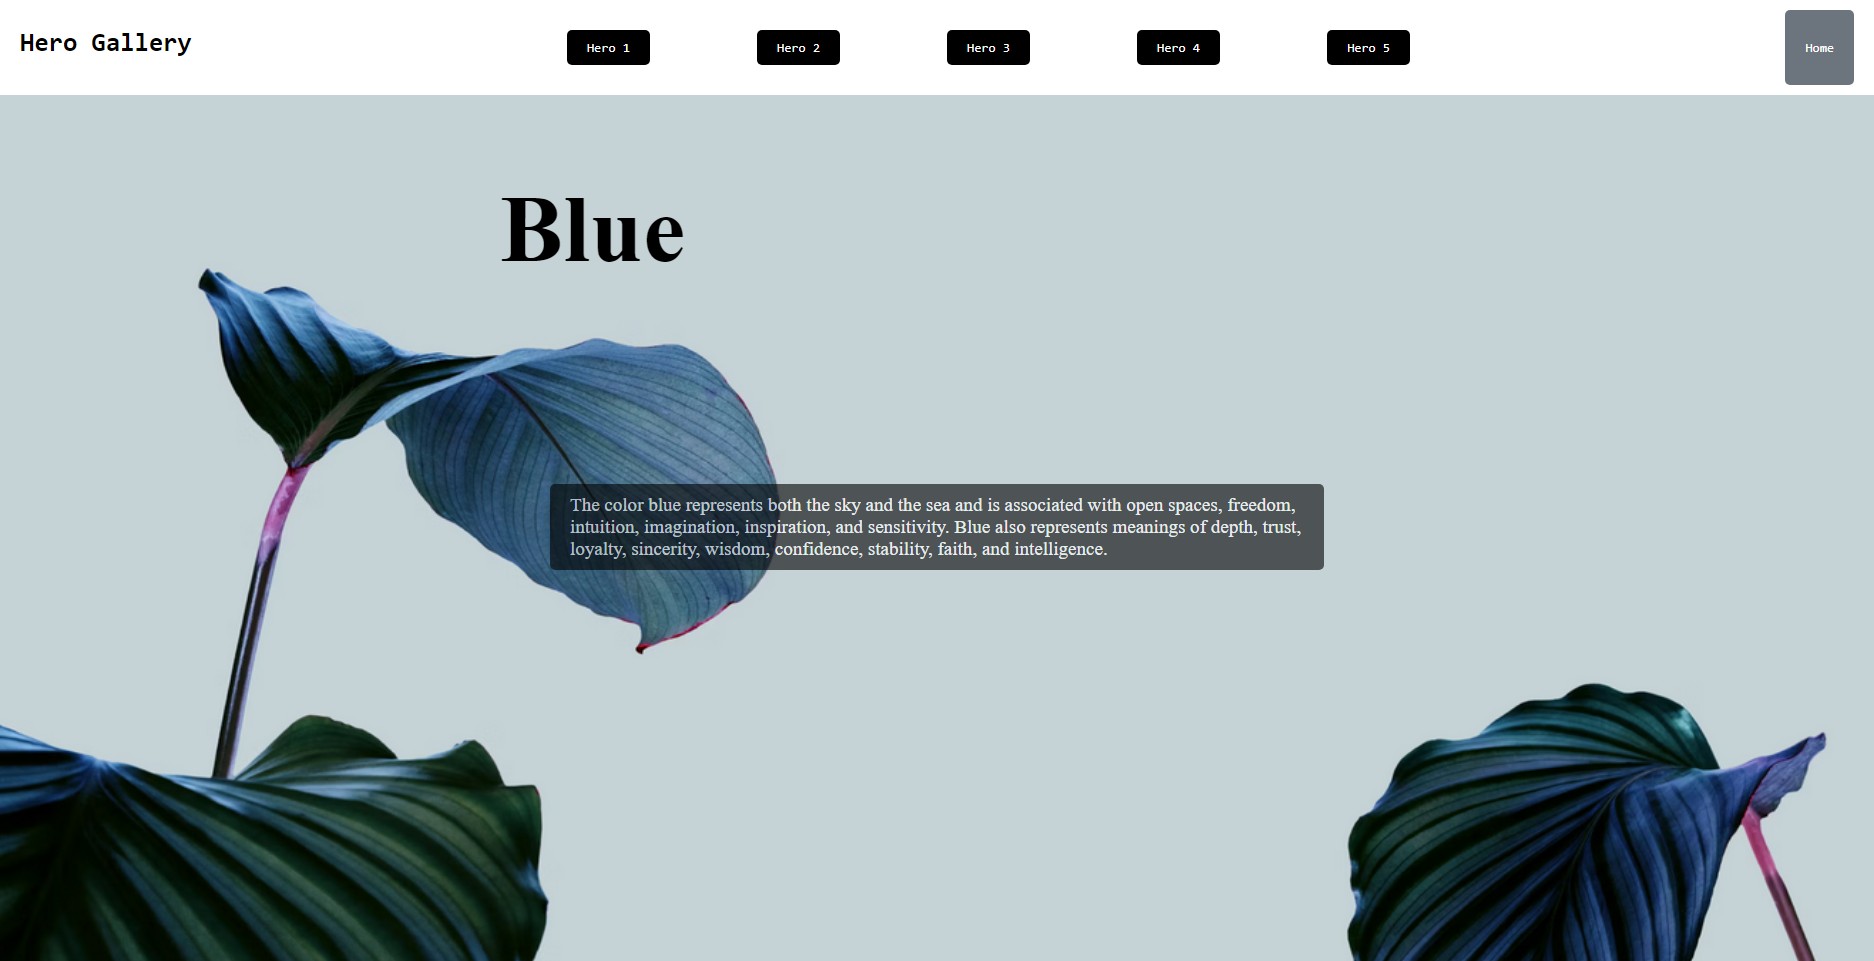 Hero Gallery
Hero 1
Hero 2
Hero 3
Hero 4
Hero 5
Home
Blue
The color blue represents both the sky and the sea and is associated with open spaces, freedom,
intuition, imagination, inspiration, and sensitivity. Blue also represents meanings of depth, trust,
loyalty, sincerity, wisdom, confidence, stability, faith, and intelligence.